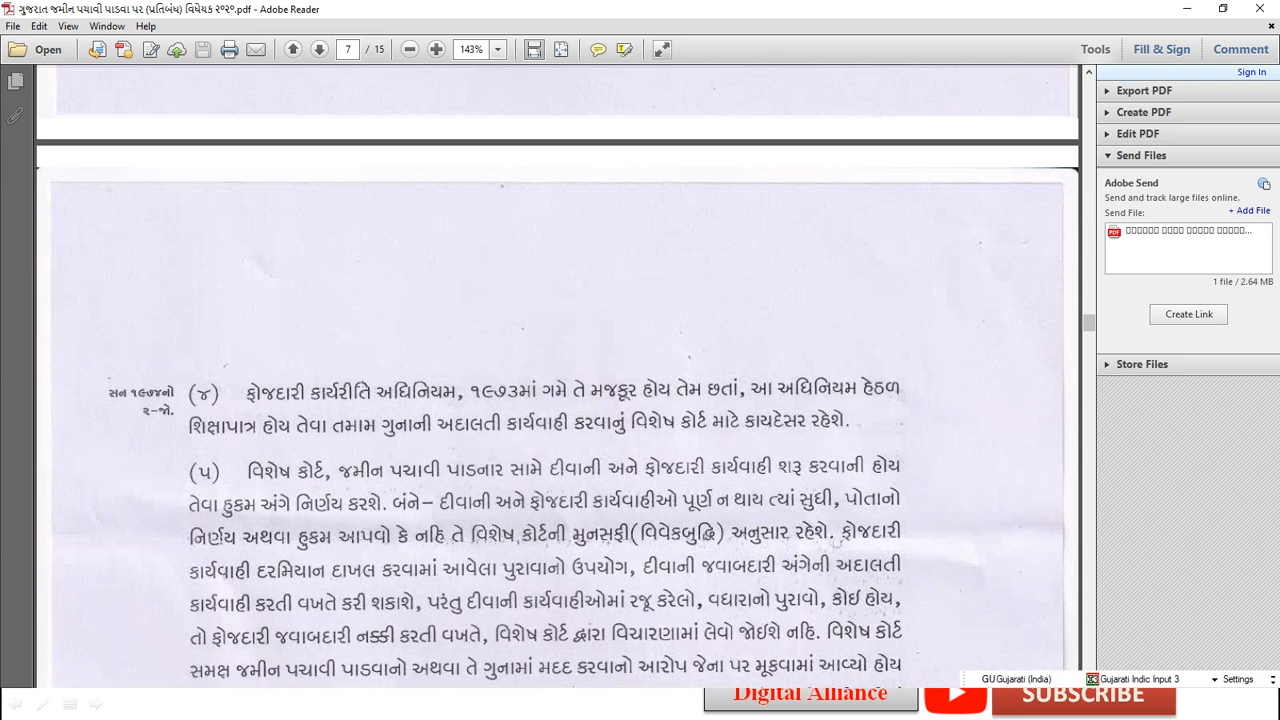 ગુજરાત જમીન પચાવી પાડવા પર (પ્રતિબંધ) વિધેયક ૨૦૨૦.pdf - Adobe Reader
File Edit View Window Help
Open 7 / 15 143% Tools Fill & Sign Comment
Sign In
Export PDF
Create PDF
Edit PDF
Send Files
Adobe Send
Send and track large files online.
Send File: + Add File
1 file / 2.64 MB
Create Link
Store Files
સન ૧૯૭૪નો ૨-જો.
(૪) ફોજદારી કાર્યરીતિ અધિનિયમ, ૧૯૭૩માં ગમે તે મજકૂર હોય તેમ છતાં, આ અધિનિયમ હેઠળ
શિક્ષાપાત્ર હોય તેવા તમામ ગુનાની અદાલતી કાર્યવાહી કરવાનું વિશેષ કોર્ટ માટે કાયદેસર રહેશે.
(૫) વિશેષ કોર્ટ, જમીન પચાવી પાડનાર સામે દીવાની અને ફોજદારી કાર્યવાહી શરૂ કરવાની હોય
તેવા હુકમ અંગે નિર્ણય કરશે. બંને– દીવાની અને ફોજદારી કાર્યવાહીઓ પૂર્ણ ન થાય ત્યાં સુધી, પોતાનો
નિર્ણય અથવા હુકમ આપવો કે નહિ તે વિશેષ કોર્ટની મુનસફી(વિવેકબુદ્ધિ) અનુસાર રહેશે. ફોજદારી
કાર્યવાહી દરમિયાન દાખલ કરવામાં આવેલા પુરાવાનો ઉપયોગ, દીવાની જવાબદારી અંગેની અદાલતી
કાર્યવાહી કરતી વખતે કરી શકાશે, પરંતુ દીવાની કાર્યવાહીઓમાં રજૂ કરેલો, વધારાનો પુરાવો, કોઈ હોય,
તો ફોજદારી જવાબદારી નક્કી કરતી વખતે, વિશેષ કોર્ટ દ્વારા વિચારણામાં લેવો જોઈશે નહિ. વિશેષ કોર્ટ
સમક્ષ જમીન પચાવી પાડવાનો અથવા તે ગુનામાં મદદ કરવાનો આરોપ જેના પર મૂકવામાં આવ્યો હોય
GU Gujarati (India) Gujarati Indic Input 3 Settings
Digital Alliance SUBSCRIBE